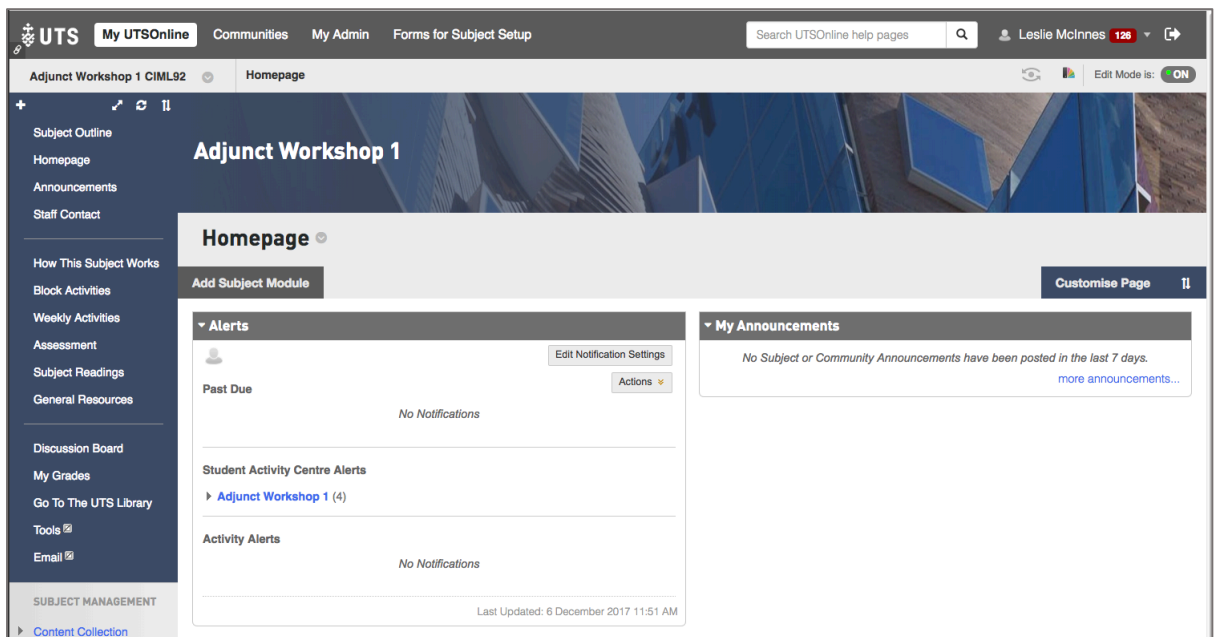 UTS My UTSOnline Communities My Admin Forms for Subject Setup Search UTSOnline help pages Leslie McInnes 126
Adjunct Workshop 1 CIML92 Homepage Edit Mode is: ON
Subject Outline
Homepage
Announcements
Staff Contact
How This Subject Works
Block Activities
Weekly Activities
Assessment
Subject Readings
General Resources
Discussion Board
My Grades
Go To The UTS Library
Tools
Email
SUBJECT MANAGEMENT
Content Collection
Adjunct Workshop 1
Homepage
Add Subject Module Customise Page
Alerts
Edit Notification Settings
Actions
Past Due
No Notifications
Student Activity Centre Alerts
Adjunct Workshop 1 (4)
Activity Alerts
No Notifications
Last Updated: 6 December 2017 11:51 AM
My Announcements
No Subject or Community Announcements have been posted in the last 7 days.
more announcements...